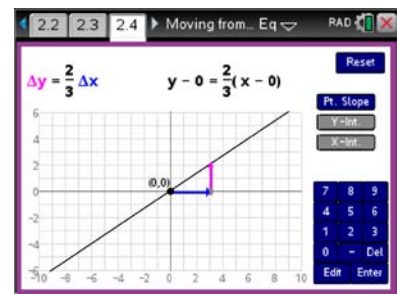 2.2 2.3 2.4 Moving from... Eq RAD
Reset
Δy = 2/3 Δx
y - 0 = 2/3( x - 0)
Pt. Slope
Y-Int.
X-Int.
6
4
2
0
-2
-4
-6
(0,0)
-10 -8 -6 -4 -2 0 2 4 6 8 10
7 8 9
4 5 6
1 2 3
0 - Del
Edit Enter